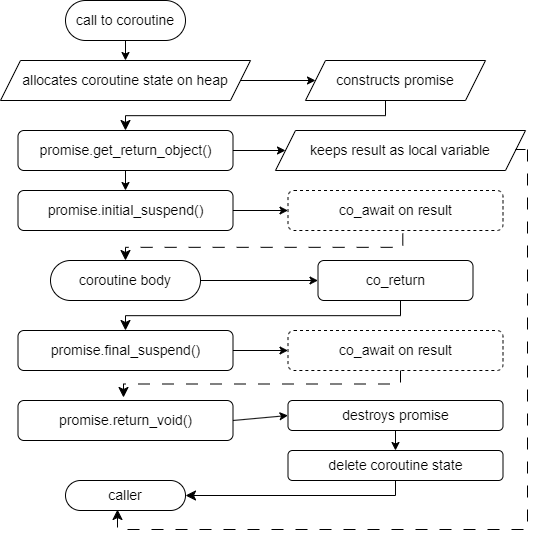 call to coroutine
allocates coroutine state on heap
constructs promise
promise.get_return_object()
keeps result as local variable
promise.initial_suspend()
co_await on result
coroutine body
co_return
promise.final_suspend()
co_await on result
promise.return_void()
destroys promise
delete coroutine state
caller